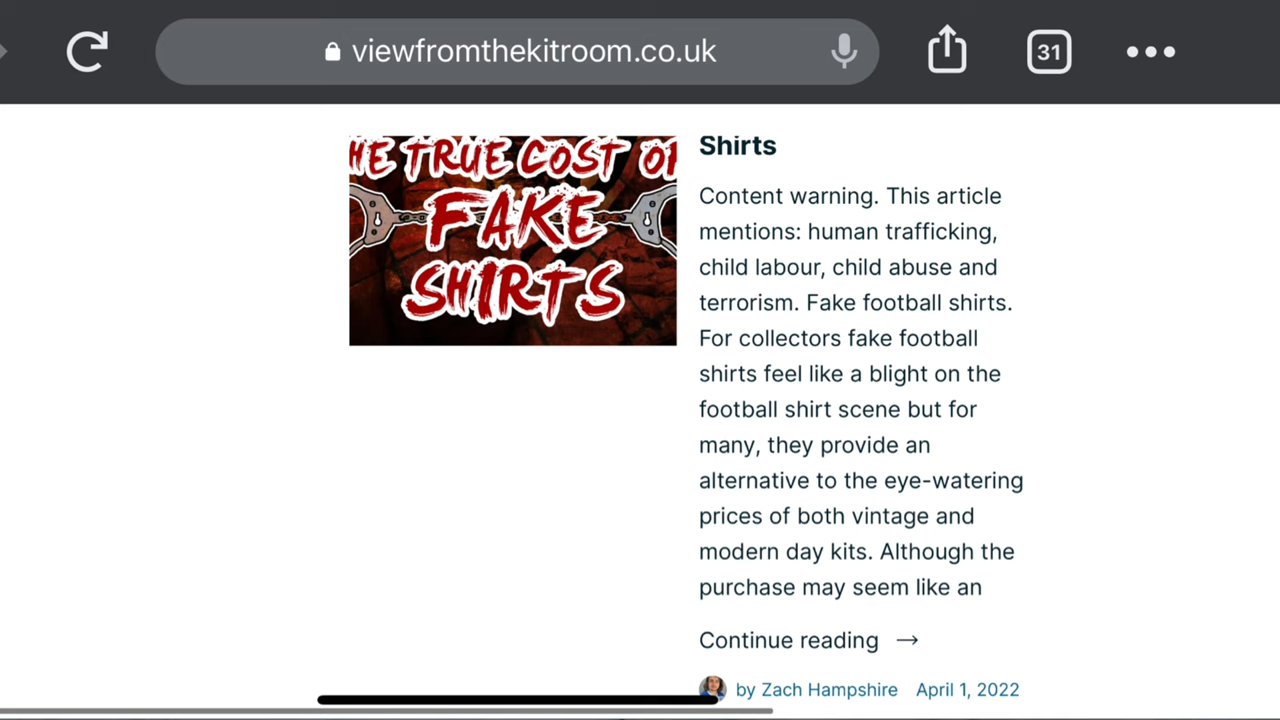 viewfromthekitroom.co.uk
31
HE TRUE COST OF
FAKE
SHIRTS
Shirts
Content warning. This article
mentions: human trafficking,
child labour, child abuse and
terrorism. Fake football shirts.
For collectors fake football
shirts feel like a blight on the
football shirt scene but for
many, they provide an
alternative to the eye-watering
prices of both vintage and
modern day kits. Although the
purchase may seem like an
Continue reading →
by Zach Hampshire April 1, 2022